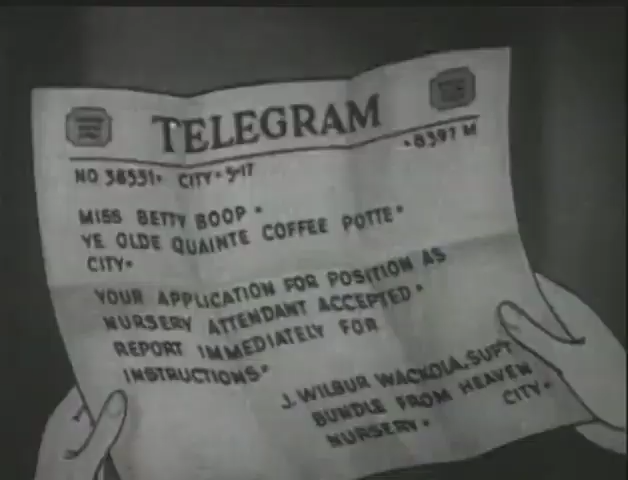 TELEGRAM
NO 38551• CITY• 5-17 •8397 M
MISS BETTY BOOP •
YE OLDE QUAINTE COFFEE POTTE•
CITY•
YOUR APPLICATION FOR POSITION AS
NURSERY ATTENDANT ACCEPTED•
REPORT IMMEDIATELY FOR
INSTRUCTIONS•
J. WILBUR WACKOLA, SUPT
BUNDLE FROM HEAVEN
NURSERY• CITY•